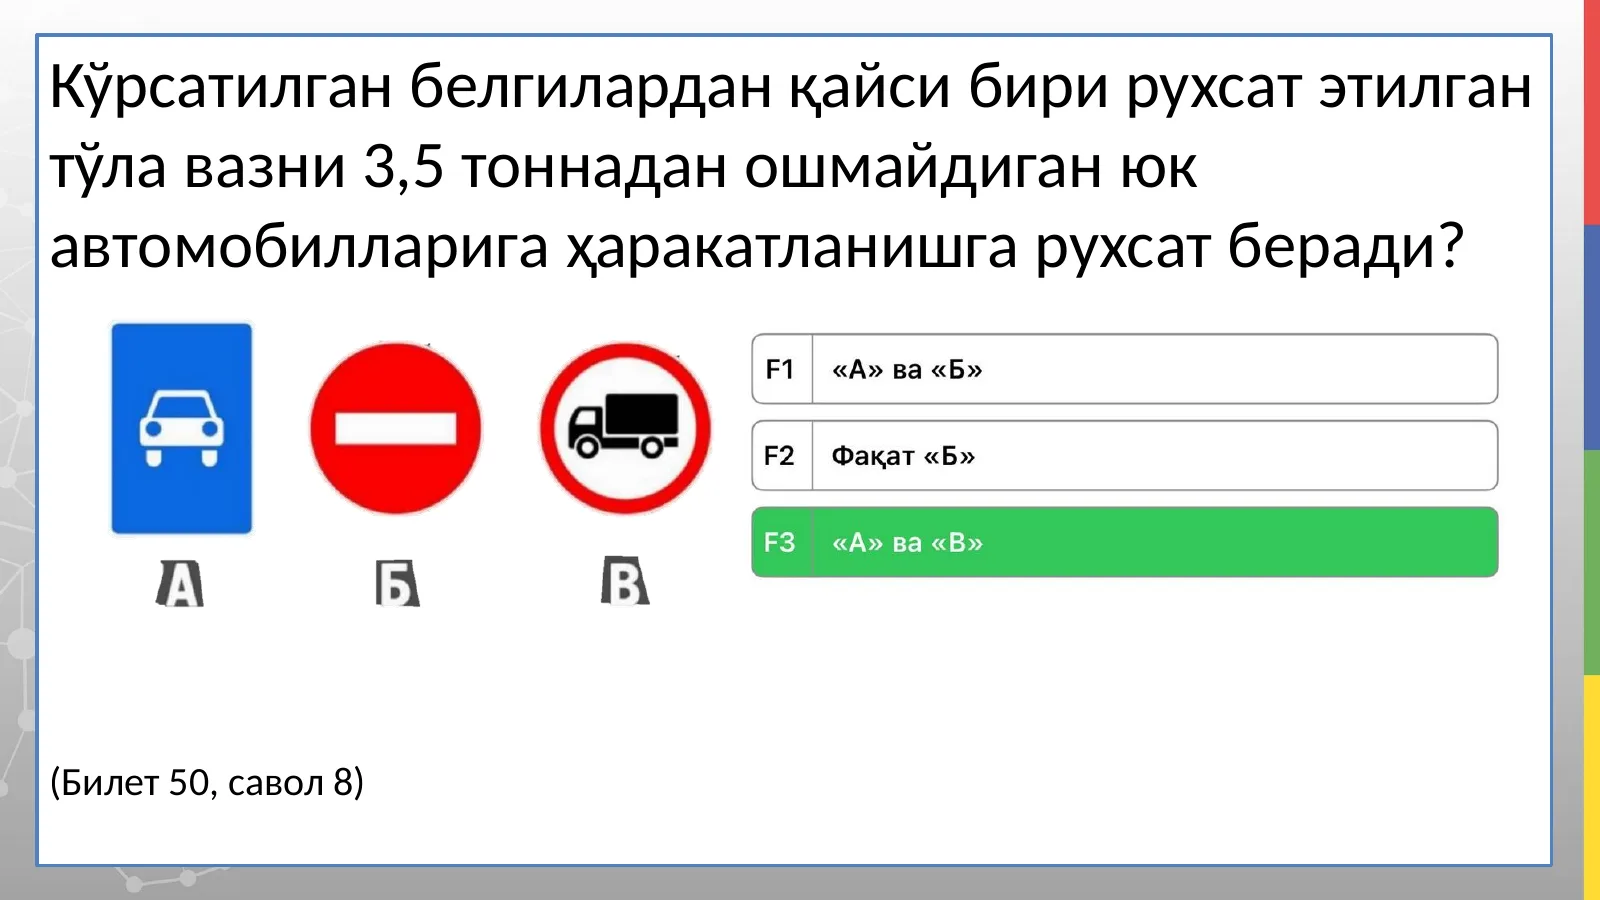 Кўрсатилган белгилардан қайси бири рухсат этилган
тўла вазни 3,5 тоннадан ошмайдиган юк
автомобилларига ҳаракатланишга рухсат беради?
F1 «А» ва «Б»
F2 Фақат «Б»
F3 «А» ва «В»
А Б В
(Билет 50, савол 8)